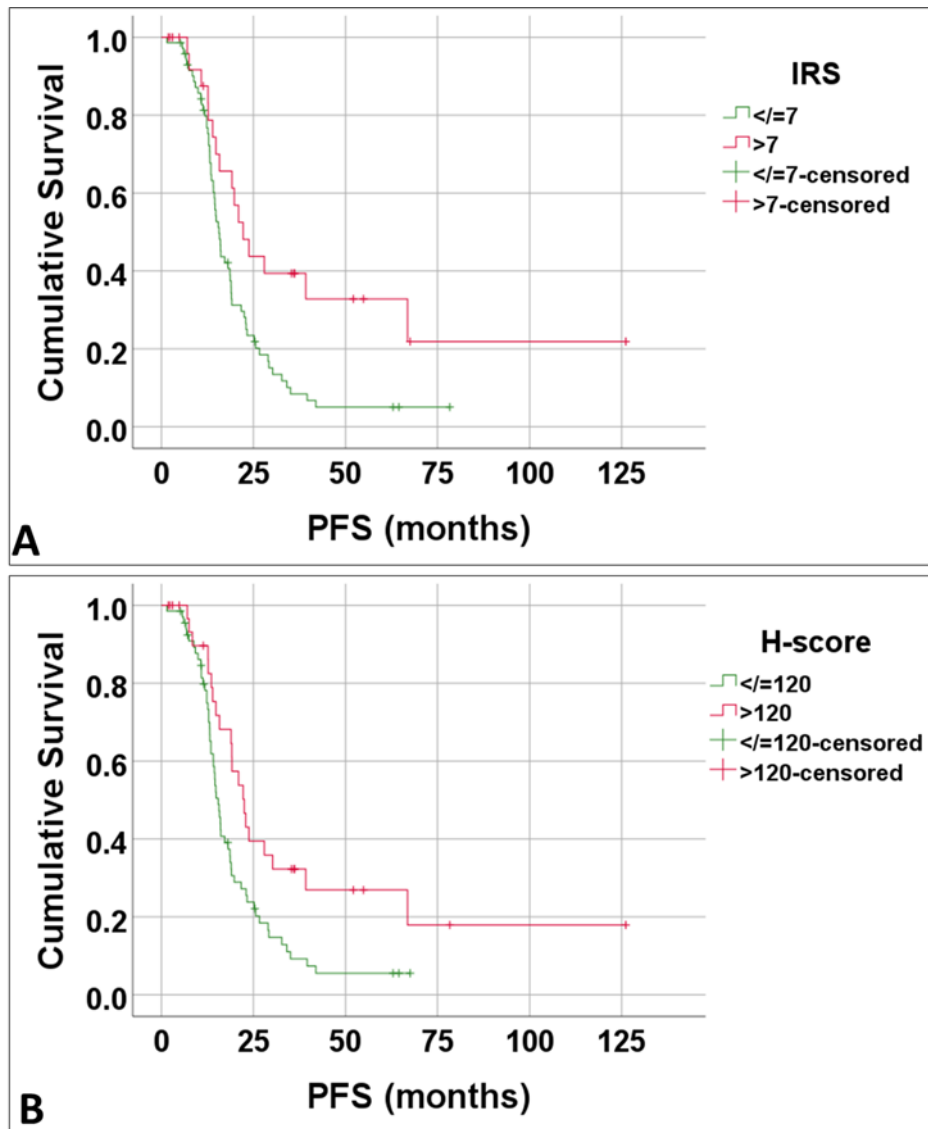 1.0
0.8
0.6
0.4
0.2
0.0
Cumulative Survival
0 25 50 75 100 125
PFS (months)
IRS
</=7
>7
</=7-censored
>7-censored
A
1.0
0.8
0.6
0.4
0.2
0.0
Cumulative Survival
0 25 50 75 100 125
PFS (months)
H-score
</=120
>120
</=120-censored
>120-censored
B